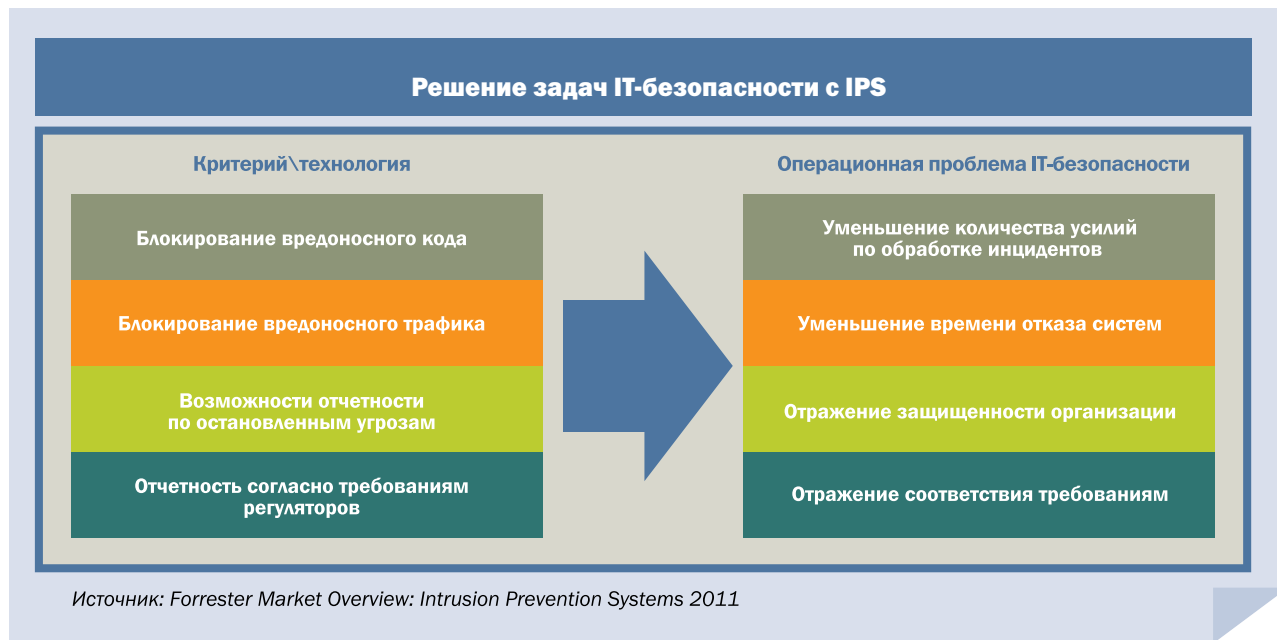 Решение задач IT-безопасности с IPS
Критерий\технология
Блокирование вредоносного кода
Блокирование вредоносного трафика
Возможности отчетности
по остановленным угрозам
Отчетность согласно требованиям
регуляторов
Операционная проблема IT-безопасности
Уменьшение количества усилий
по обработке инцидентов
Уменьшение времени отказа систем
Отражение защищенности организации
Отражение соответствия требованиям
Источник: Forrester Market Overview: Intrusion Prevention Systems 2011